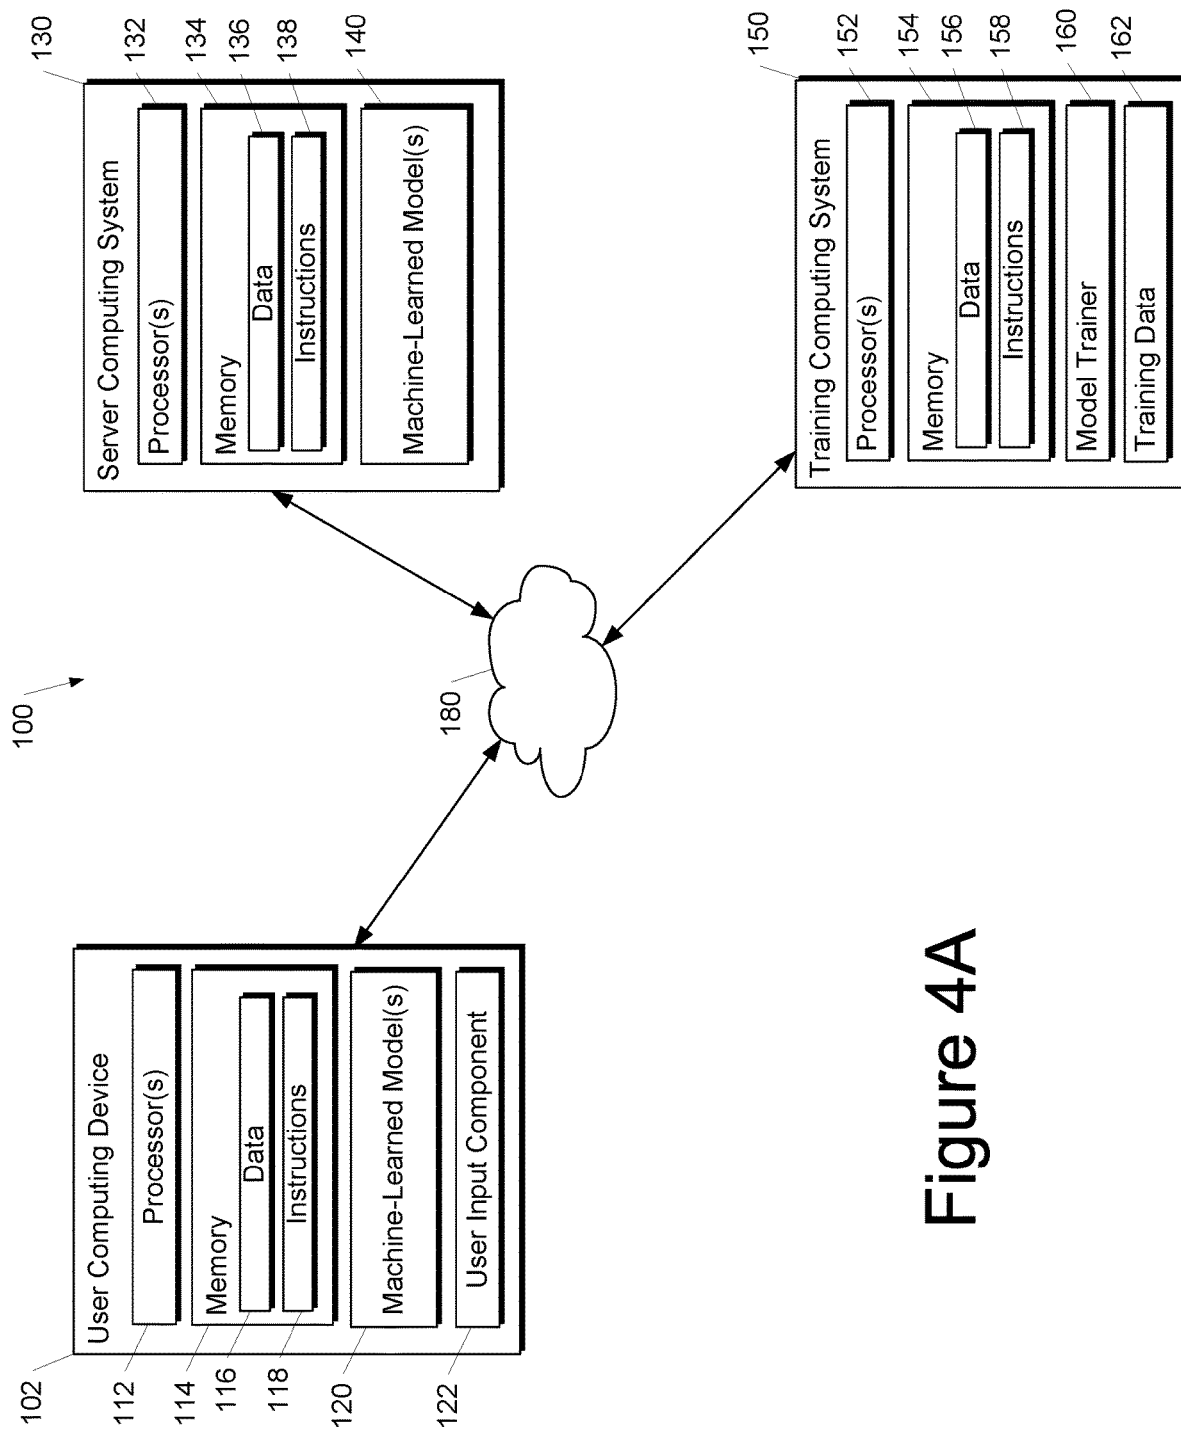 100
102
User Computing Device
112
Processor(s)
114
Memory
116
Data
118
Instructions
120
Machine-Learned Model(s)
122
User Input Component
180
130
Server Computing System
132
Processor(s)
134
Memory
136
Data
138
Instructions
140
Machine-Learned Model(s)
150
Training Computing System
152
Processor(s)
154
Memory
156
Data
158
Instructions
160
Model Trainer
162
Training Data
Figure 4A